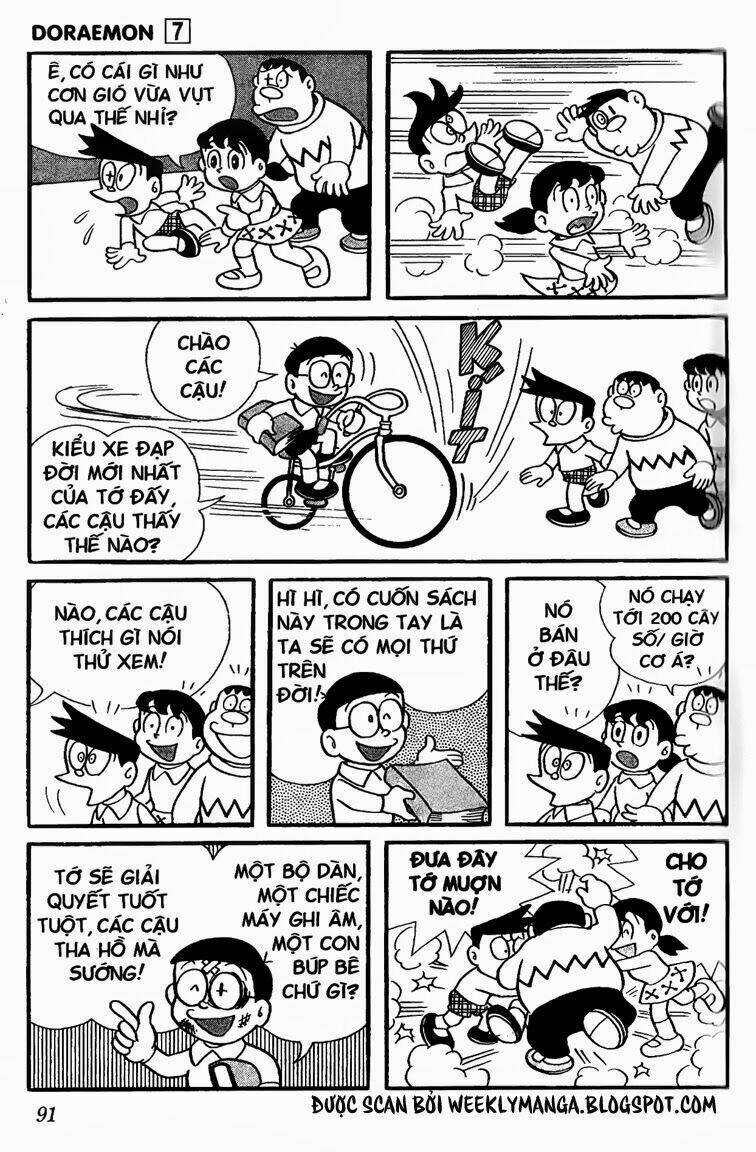 DORAEMON 7
Ê, CÓ CÁI GÌ NHƯ
CƠN GIÓ VỪA VỤT
QUA THẾ NHỈ?
CHÀO
CÁC
CẬU!
KIỂU XE ĐẠP
ĐỜI MỚI NHẤT
CỦA TỚ ĐÂY,
CÁC CẬU THẤY
THẾ NÀO?
KÍT
NÀO, CÁC CẬU
THÍCH GÌ NÓI
THỬ XEM!
HÌ HÌ, CÓ CUỐN SÁCH
NÀY TRONG TAY LÀ
TA SẼ CÓ MỌI THỨ
TRÊN
ĐỜI!
NÓ
BÁN
Ở ĐÂU
THẾ?
NÓ CHẠY
TỚI 200 CÂY
SỐ/ GIỜ
CƠ Á?
TỚ SẼ GIẢI
QUYẾT TUỐT
TUỘT, CÁC CẬU
THA HỒ MÀ
SƯỚNG!
MỘT BỘ DÀN,
MỘT CHIẾC
MÁY GHI ÂM,
MỘT CON
BÚP BÊ
CHỨ GÌ?
ĐƯA ĐÂY
TỚ MƯỢN
NÀO!
CHO
TỚ
VỚI!
91
ĐƯỢC SCAN BỞI WEEKLYMANGA.BLOGSPOT.COM